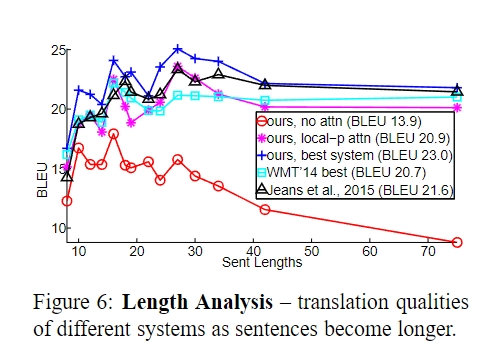 25
20
15
10
BLEU
ours, no attn (BLEU 13.9)
ours, local-p attn (BLEU 20.9)
ours, best system (BLEU 23.0)
WMT'14 best (BLEU 20.7)
Jeans et al., 2015 (BLEU 21.6)
10 20 30 40 50 60 70
Sent Lengths
Figure 6: Length Analysis – translation qualities
of different systems as sentences become longer.